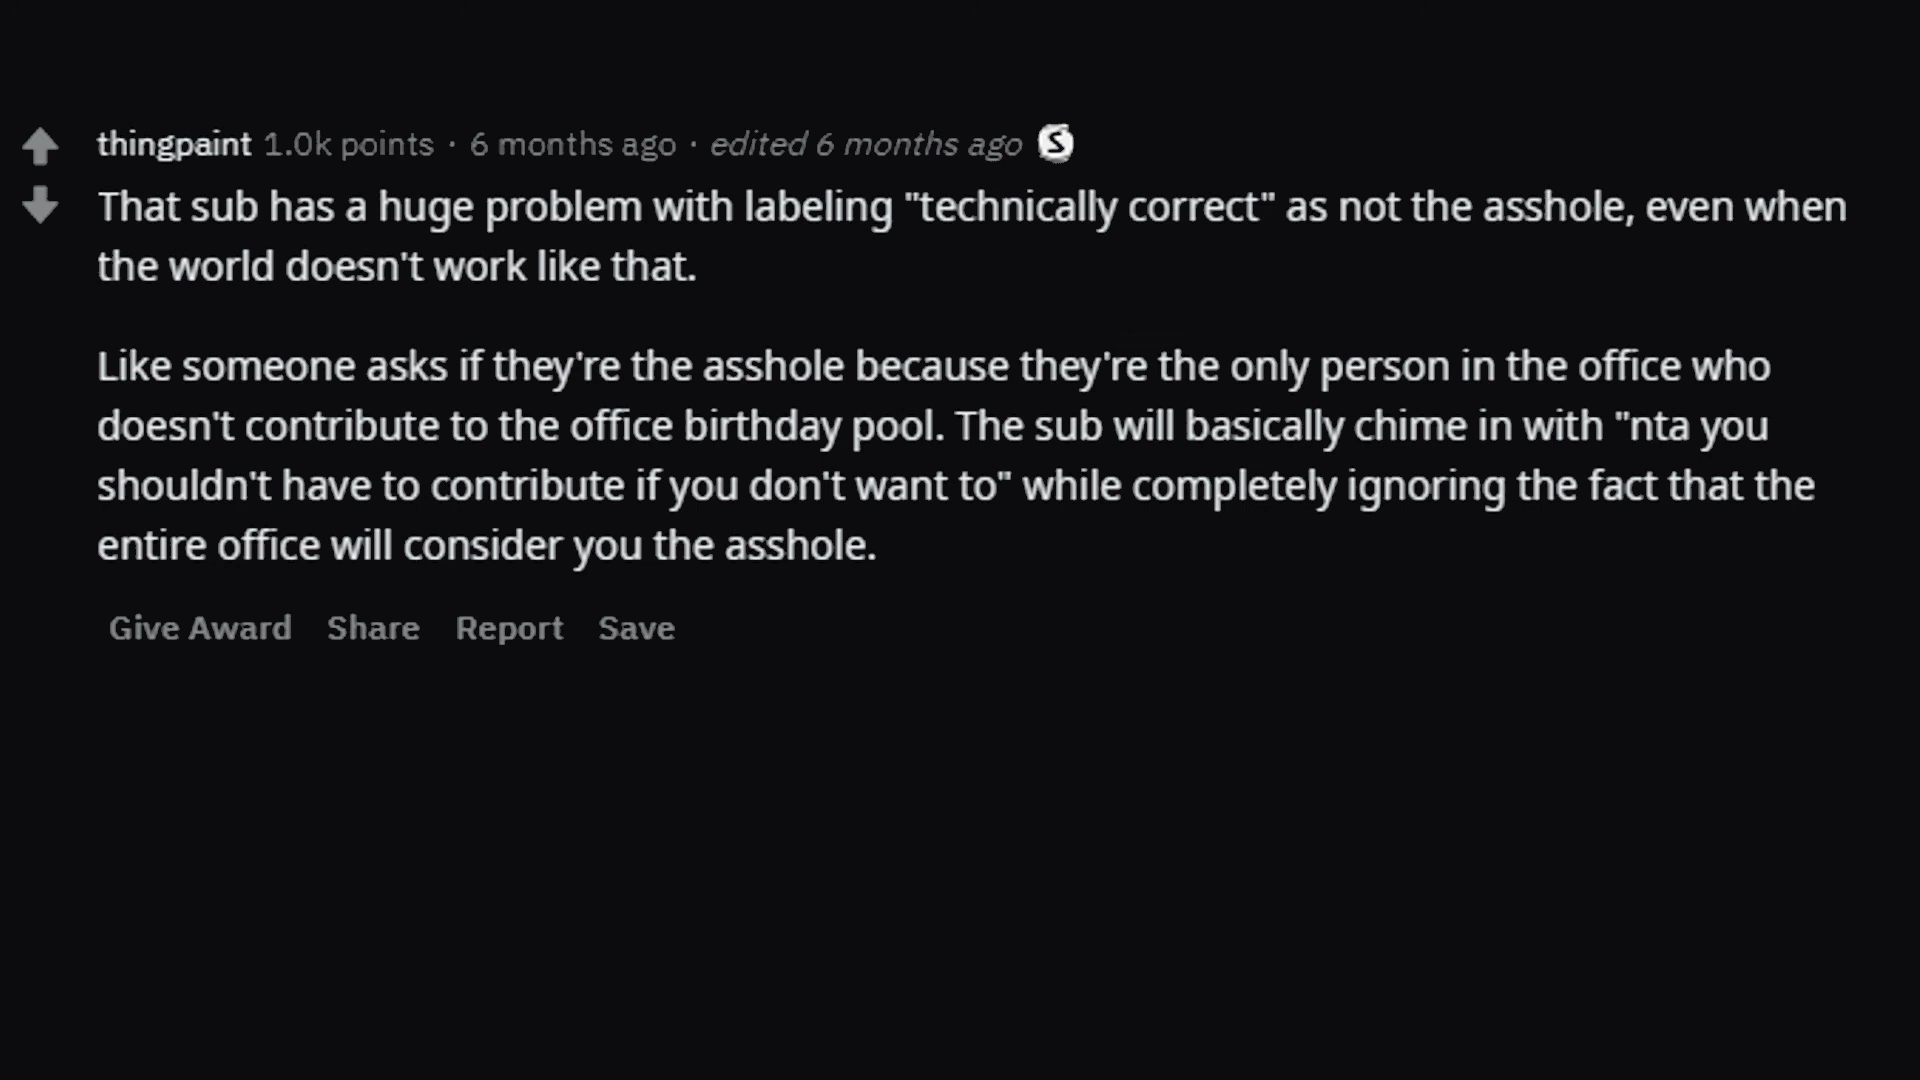 thingpaint 1.0k points · 6 months ago · edited 6 months ago S
That sub has a huge problem with labeling "technically correct" as not the asshole, even when
the world doesn't work like that.
Like someone asks if they're the asshole because they're the only person in the office who
doesn't contribute to the office birthday pool. The sub will basically chime in with "nta you
shouldn't have to contribute if you don't want to" while completely ignoring the fact that the
entire office will consider you the asshole.
Give Award Share Report Save